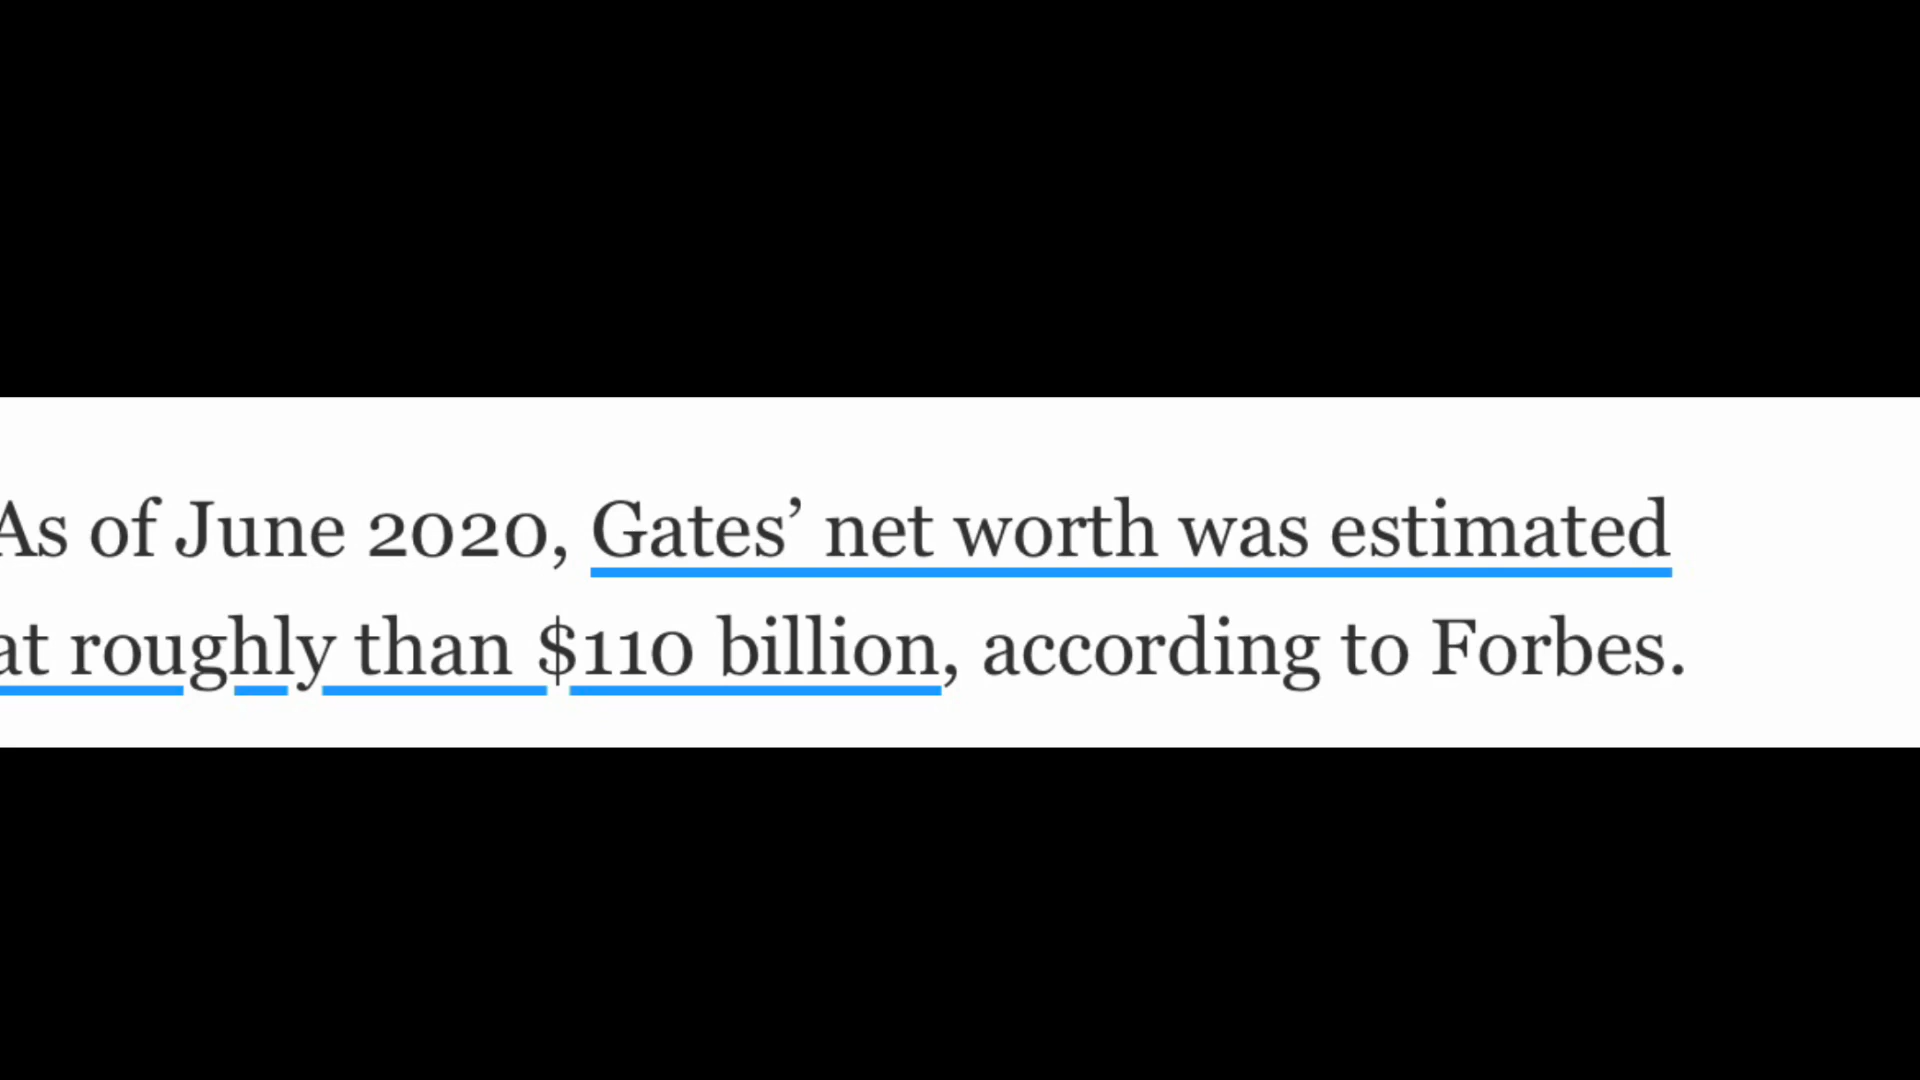 As of June 2020, Gates’ net worth was estimated
at roughly than $110 billion, according to Forbes.